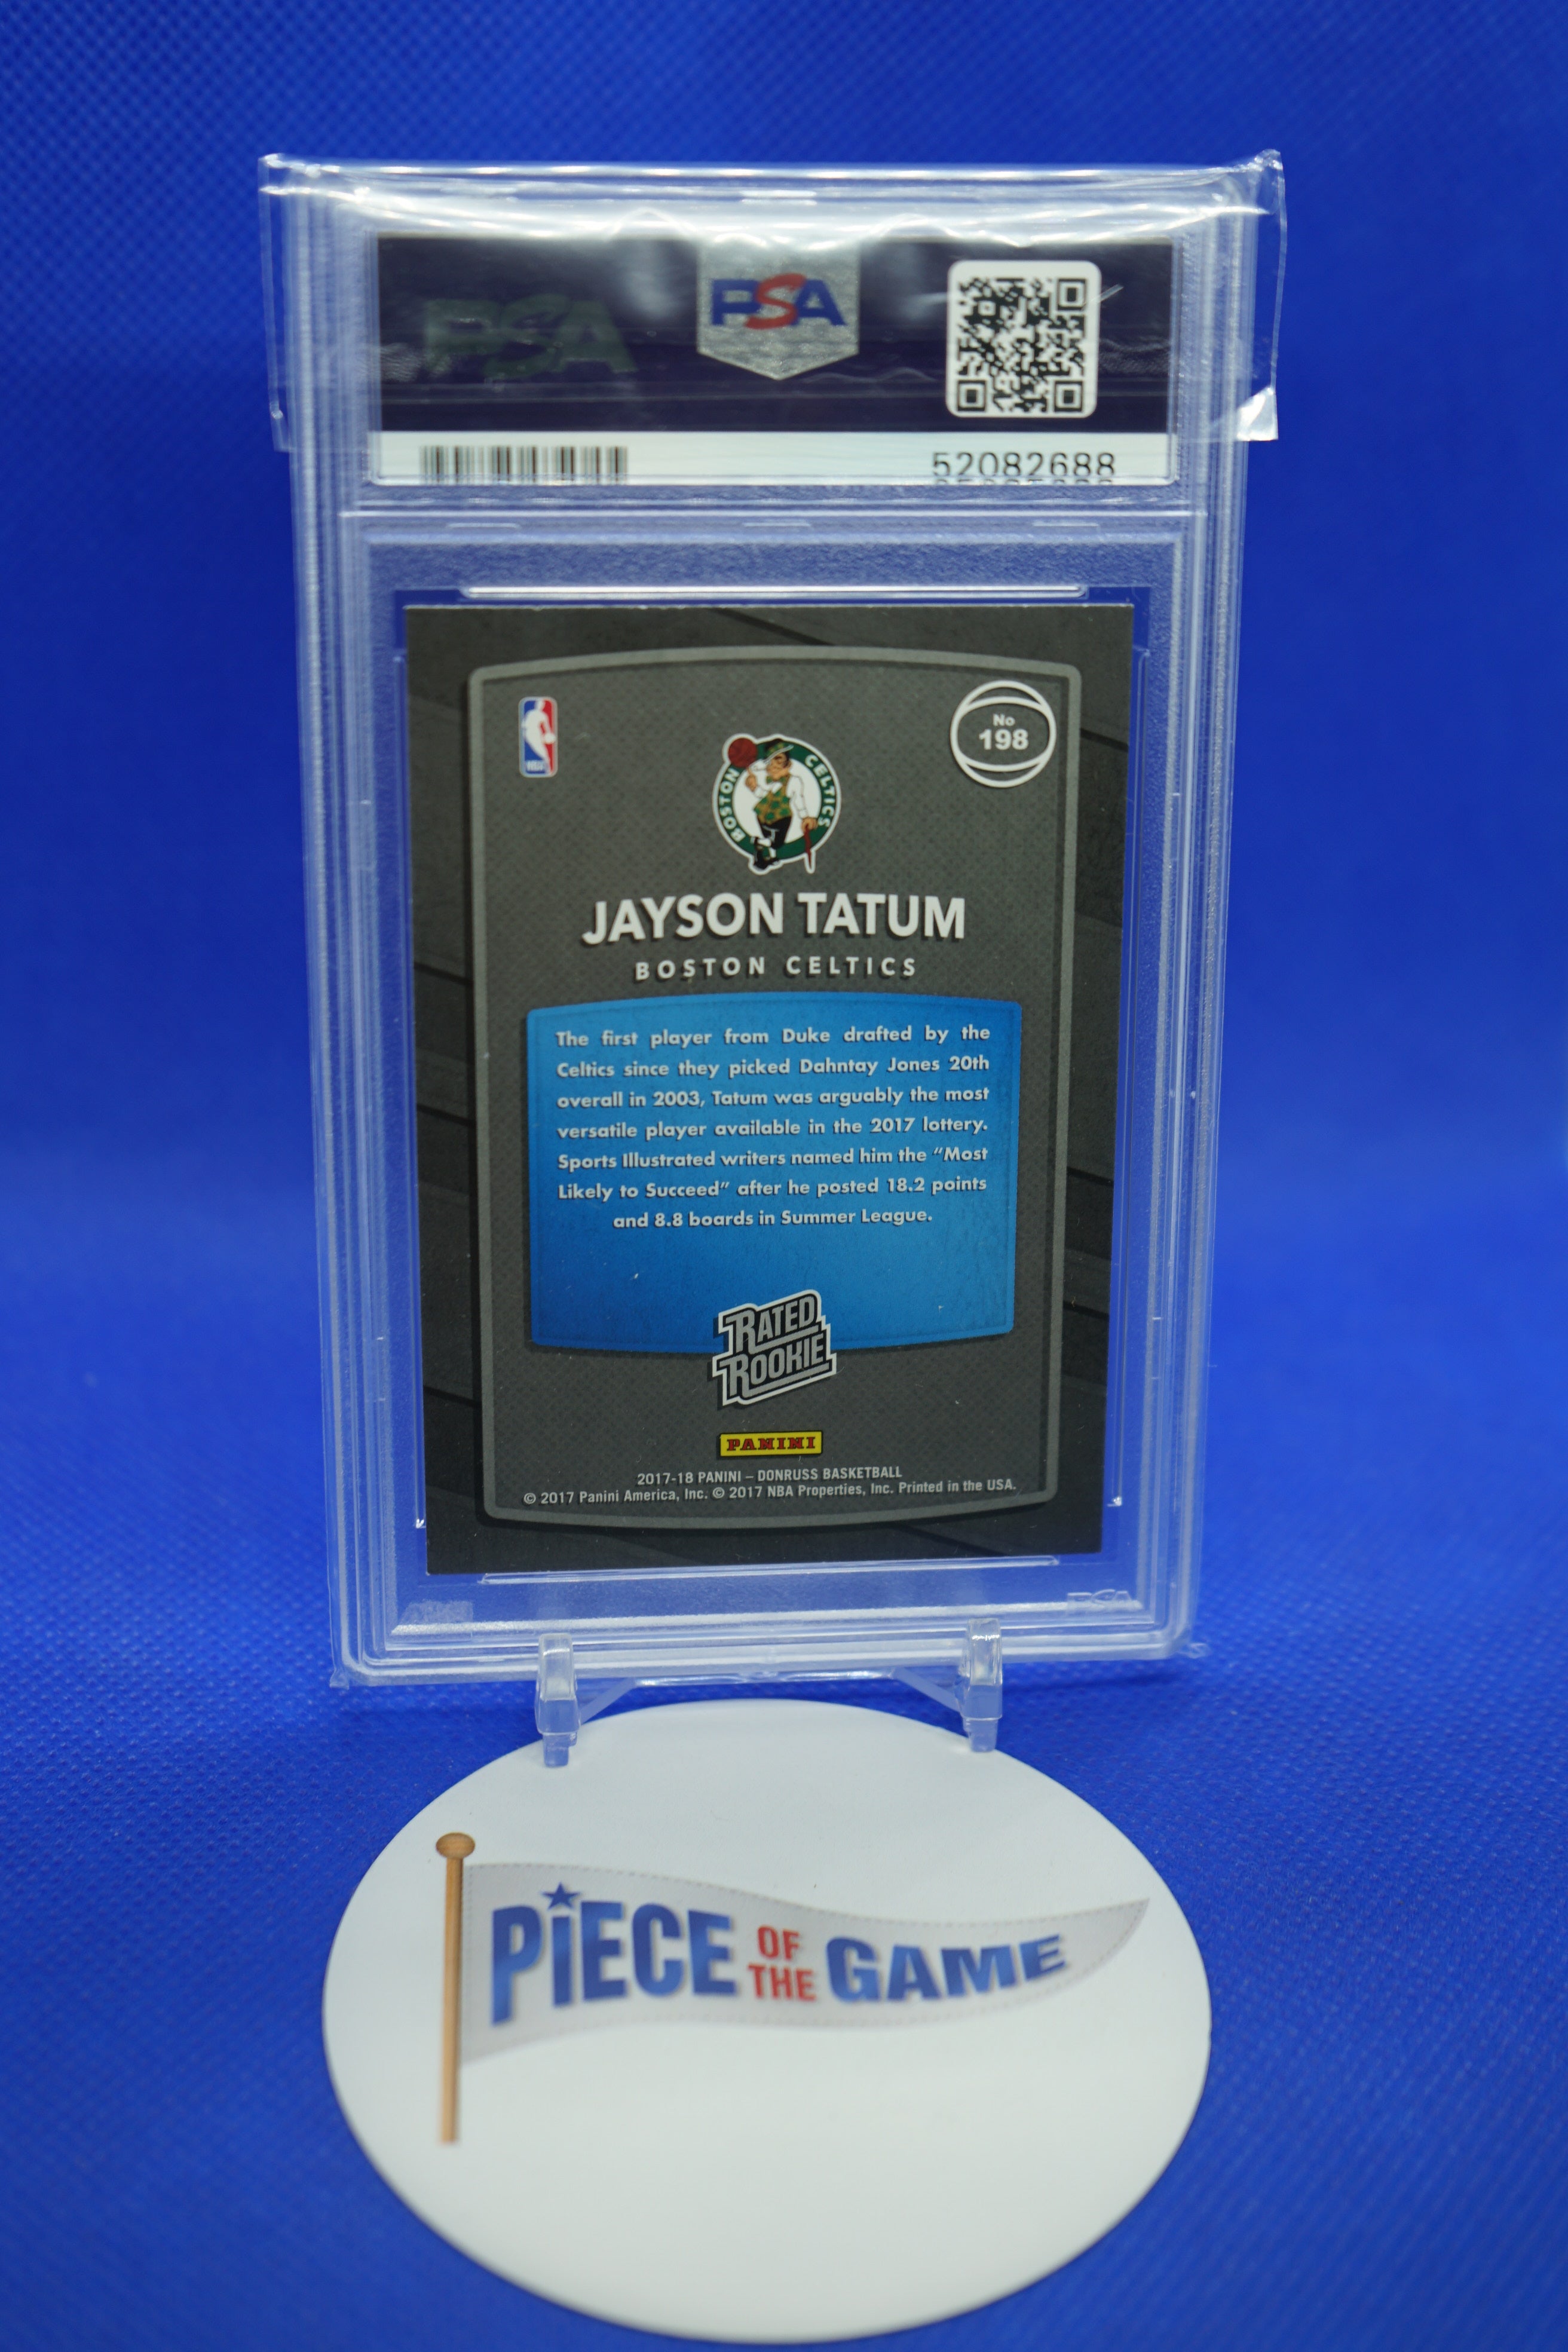 PSA
PSA
52082688
No
198
NBA
BOSTON CELTICS
JAYSON TATUM
BOSTON CELTICS
The first player from Duke drafted by the
Celtics since they picked Dahntay Jones 20th
overall in 2003, Tatum was arguably the most
versatile player available in the 2017 lottery.
Sports Illustrated writers named him the “Most
Likely to Succeed” after he posted 18.2 points
and 8.8 boards in Summer League.
RATED
ROOKIE
PANINI
2017-18 PANINI – DONRUSS BASKETBALL
© 2017 Panini America, Inc. © 2017 NBA Properties, Inc. Printed in the USA.
PSA
PIECE OF THE GAME